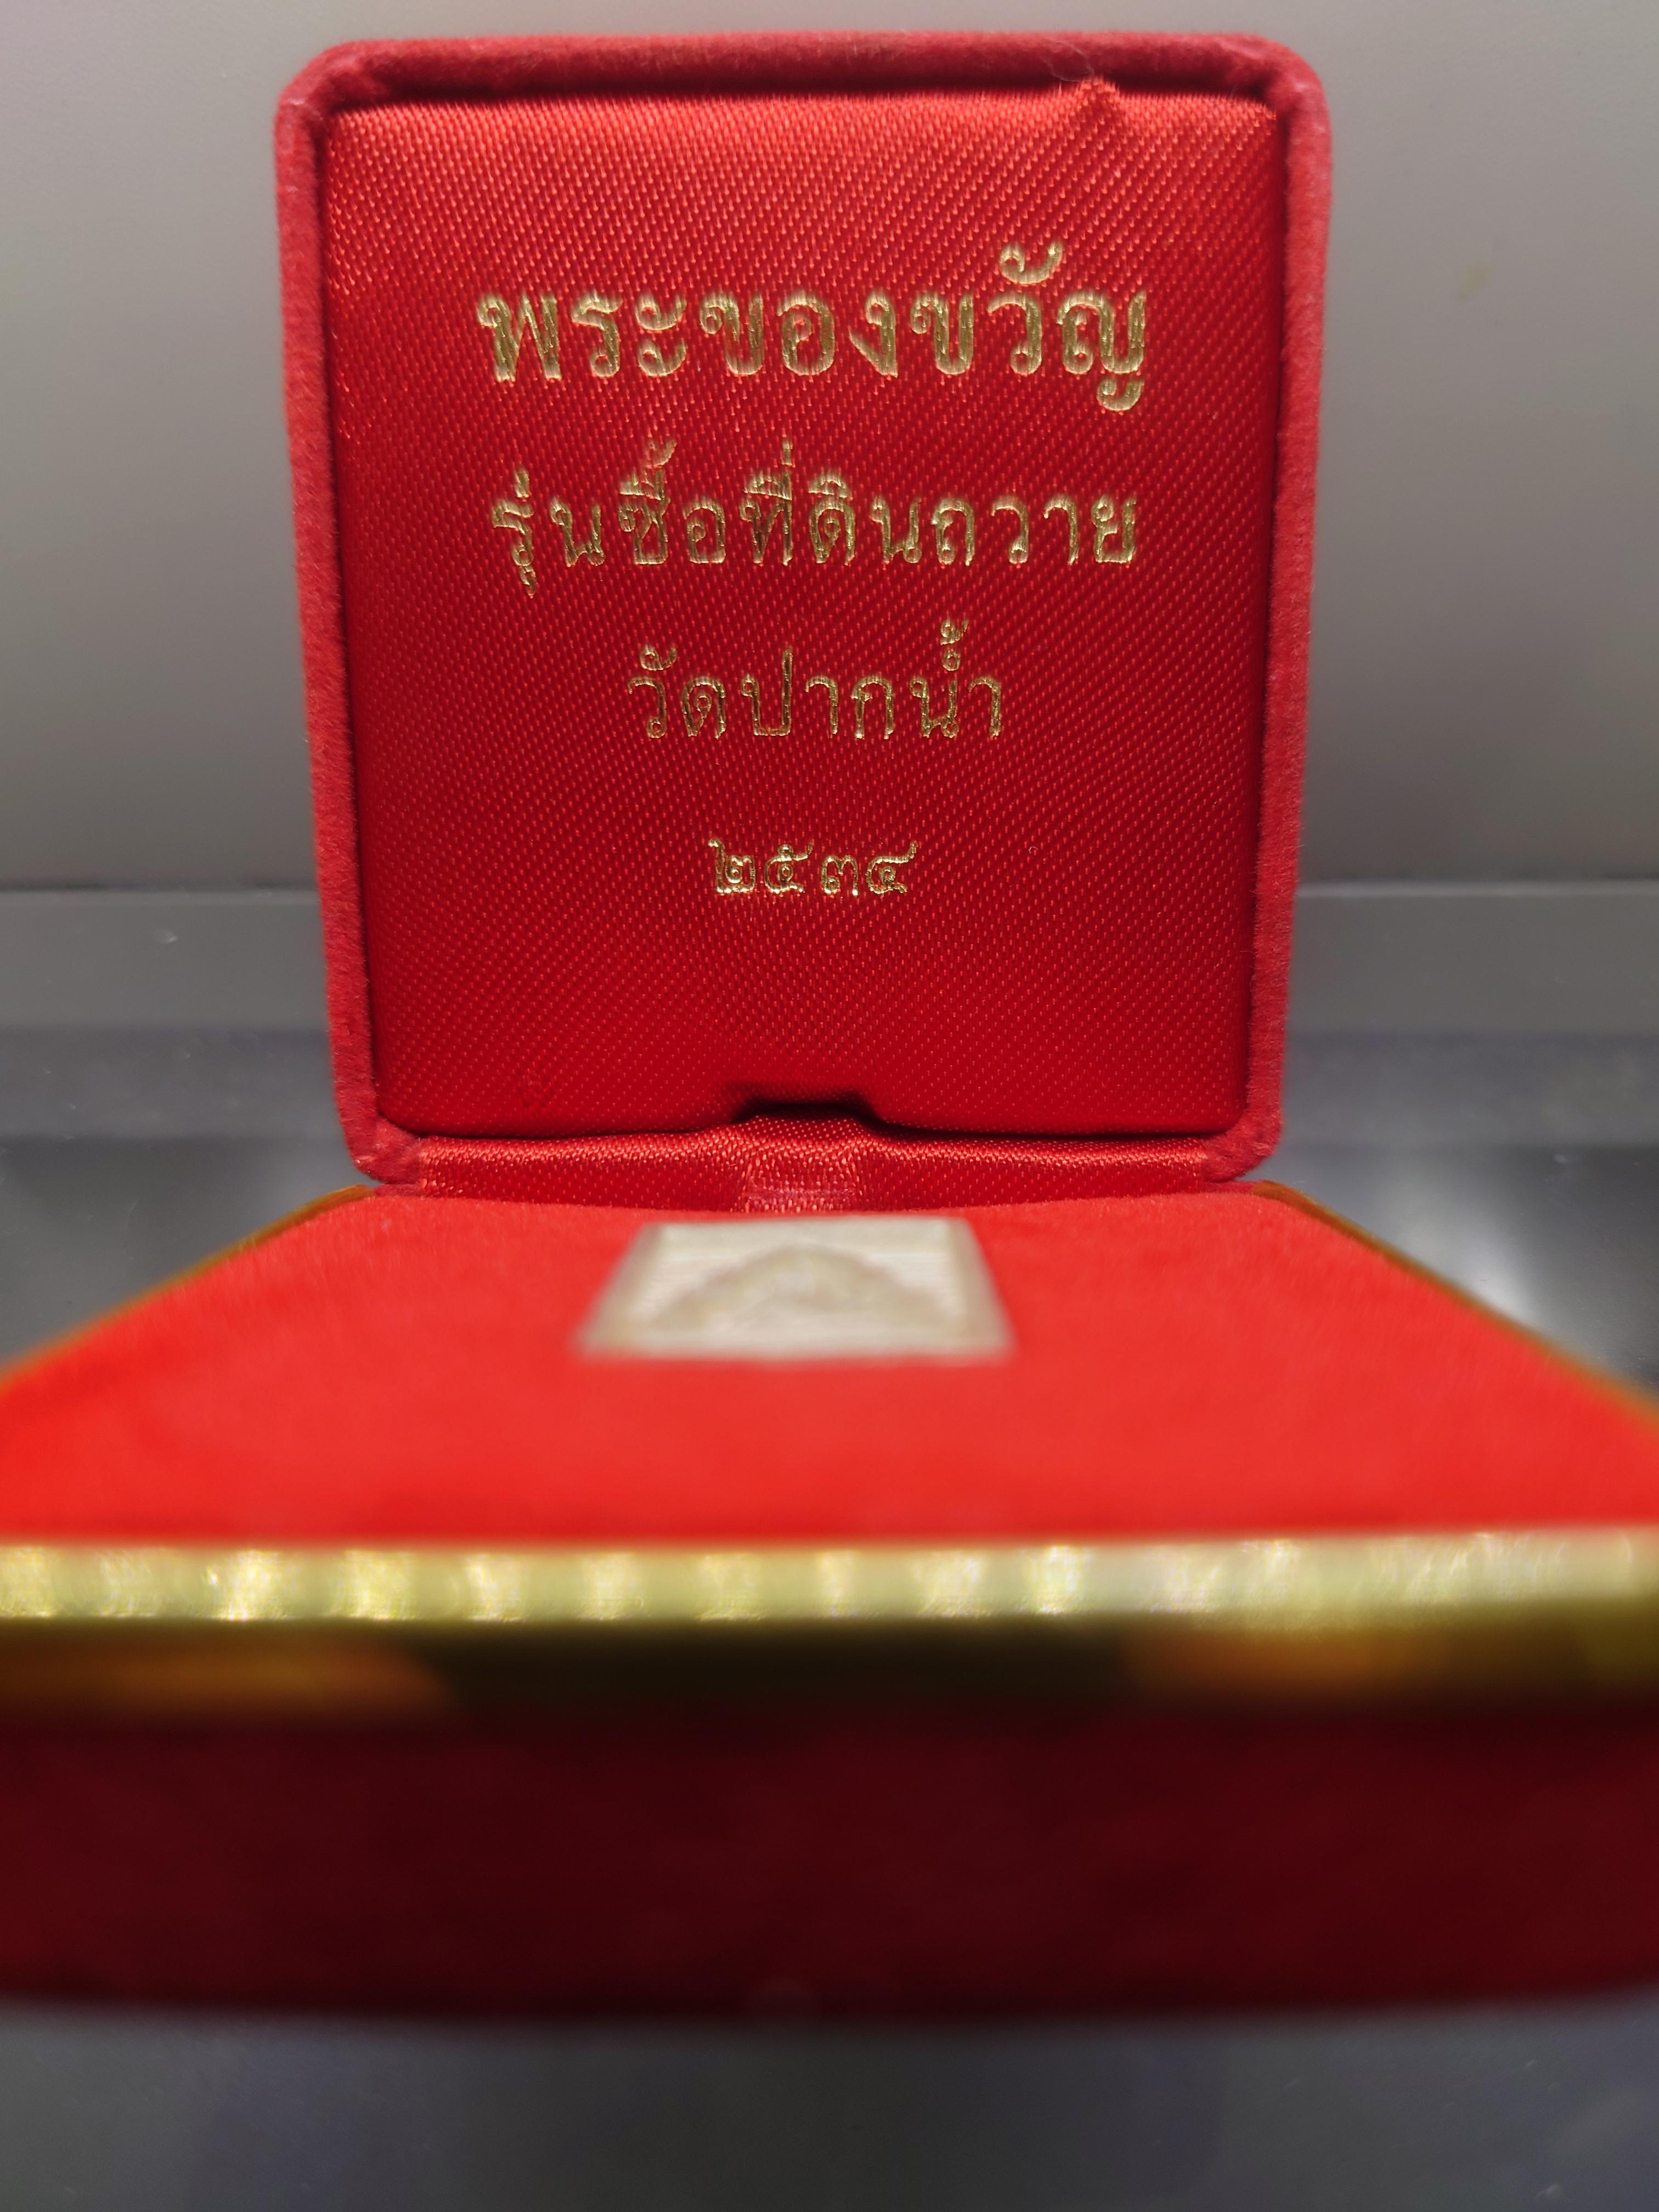 พระของขวัญ
รุ่นซื้อที่ดินถวาย
วัดปากน้ำ
๒๕๓๔